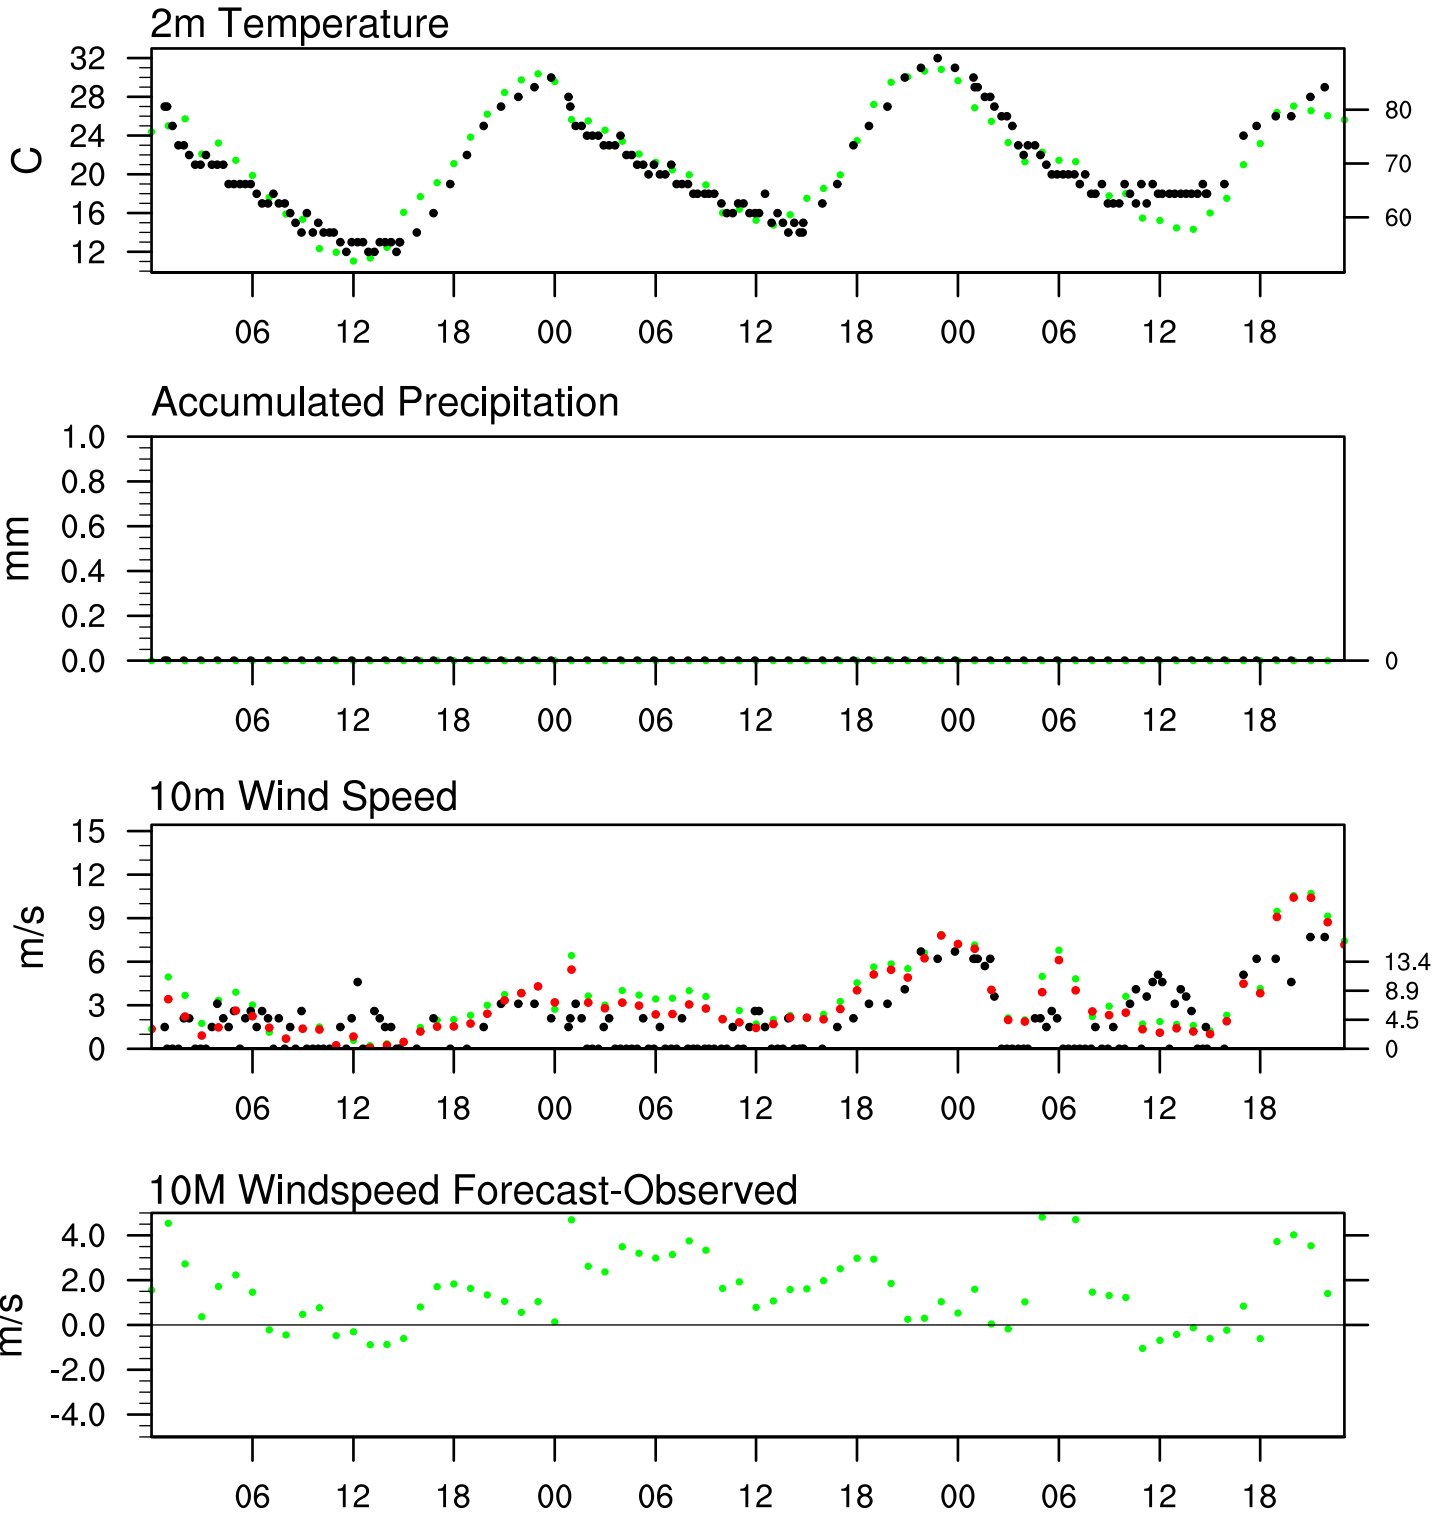 2m Temperature
32
28
24
20
16
12
C
80
70
60
06 12 18 00 06 12 18 00 06 12 18
Accumulated Precipitation
1.0
0.8
0.6
0.4
0.2
0.0
mm
0
06 12 18 00 06 12 18 00 06 12 18
10m Wind Speed
15
12
9
6
3
0
m/s
13.4
8.9
4.5
0
06 12 18 00 06 12 18 00 06 12 18
10M Windspeed Forecast-Observed
4.0
2.0
0.0
-2.0
-4.0
m/s
06 12 18 00 06 12 18 00 06 12 18